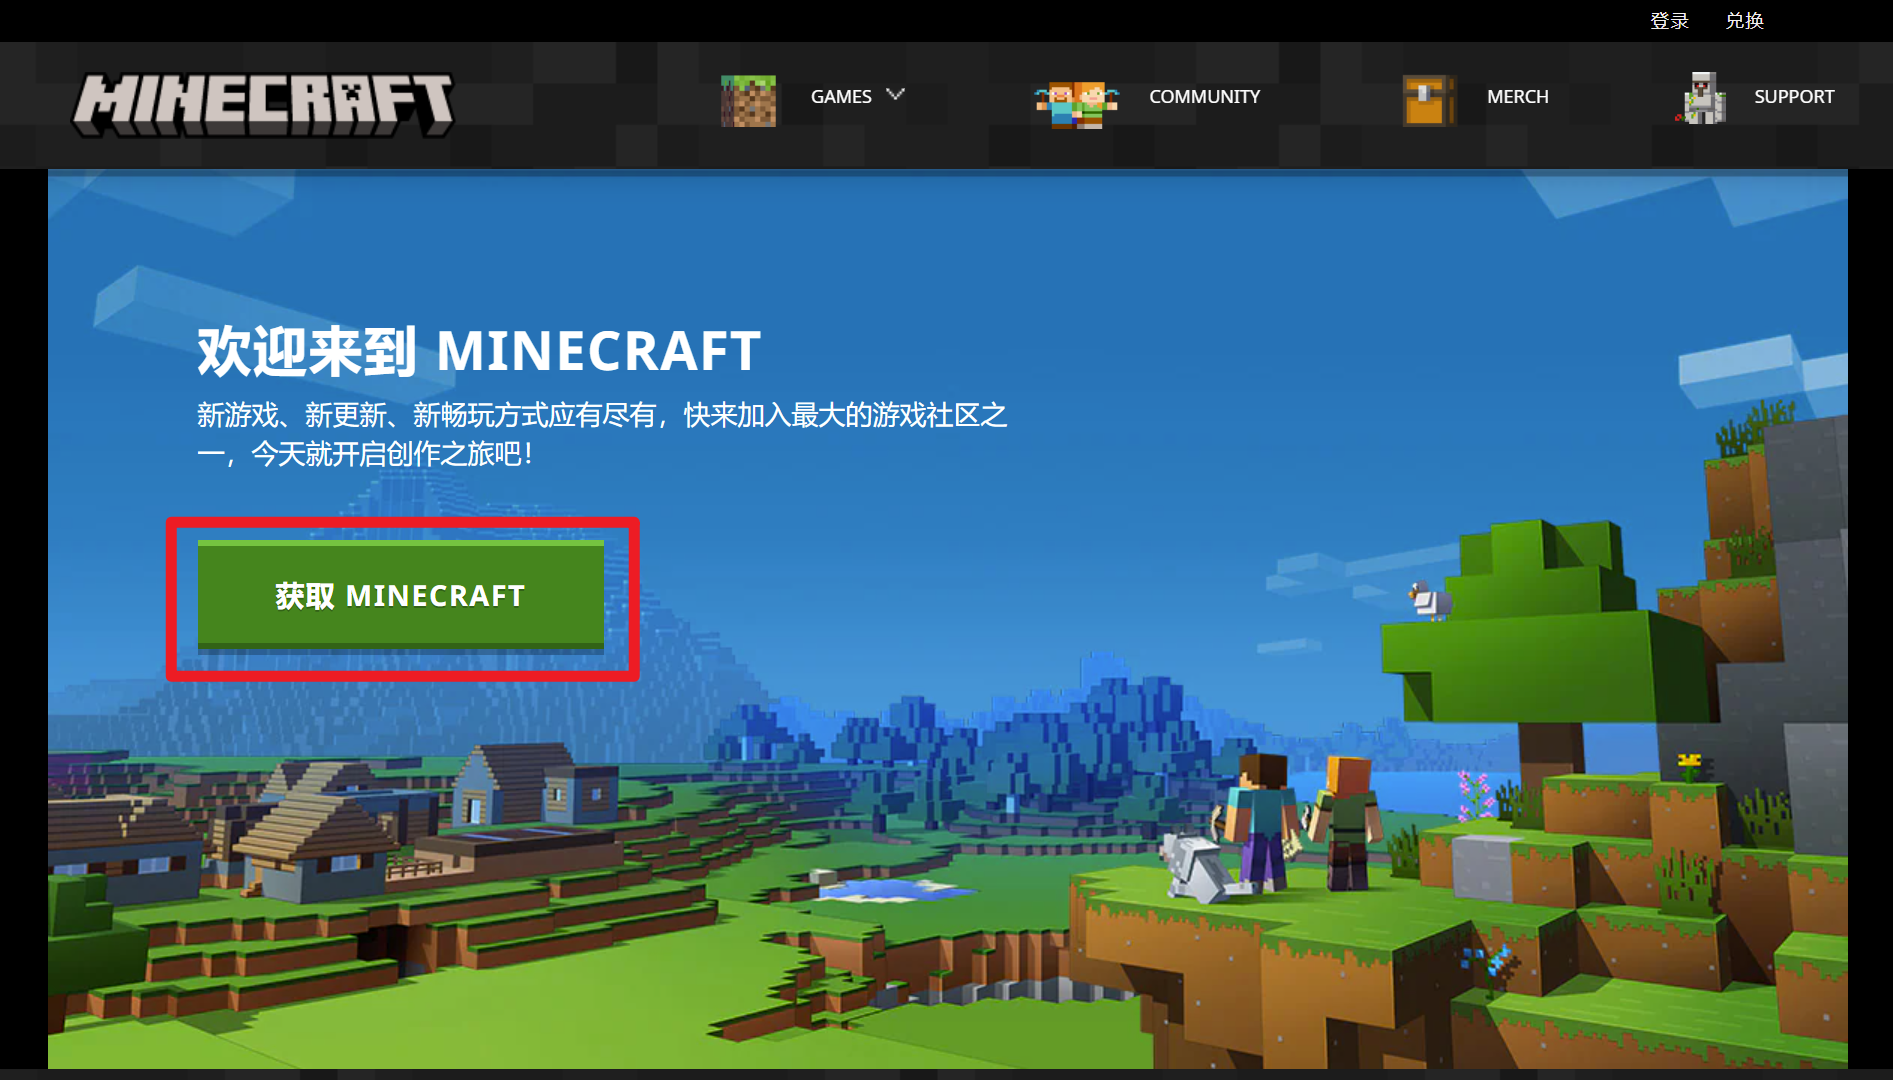 登录 兑换
MINECRAFT GAMES COMMUNITY MERCH SUPPORT
欢迎来到 MINECRAFT
新游戏、新更新、新畅玩方式应有尽有，快来加入最大的游戏社区之
一，今天就开启创作之旅吧！
获取 MINECRAFT